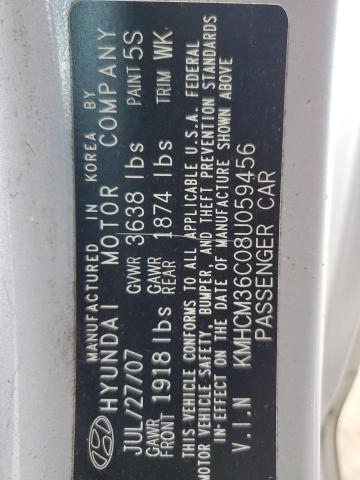 MANUFACTURED IN KOREA BY
HYUNDAI MOTOR COMPANY
JUL/27/07 GVWR 3638 lbs PAINT 5S
GAWR FRONT 1918 lbs GAWR REAR 1874 lbs TRIM WK
THIS VEHICLE CONFORMS TO ALL APPLICABLE U.S.A. FEDERAL
MOTOR VEHICLE SAFETY, BUMPER, AND THEFT PREVENTION STANDARDS
IN-EFFECT ON THE DATE OF MANUFACTURE SHOWN ABOVE
V.I.N KMHCM36C08U059456
PASSENGER CAR